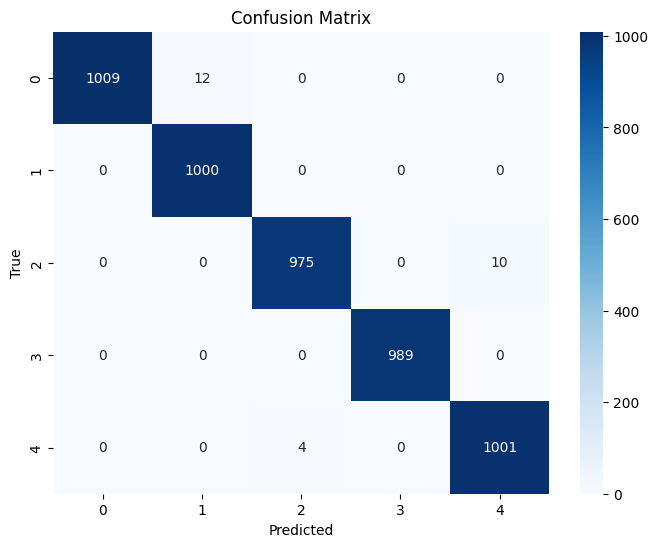 Confusion Matrix
0 1009 12 0 0 0
1 0 1000 0 0 0
2 0 0 975 0 10
3 0 0 0 989 0
4 0 0 4 0 1001
0 1 2 3 4
Predicted
True
1000
800
600
400
200
0